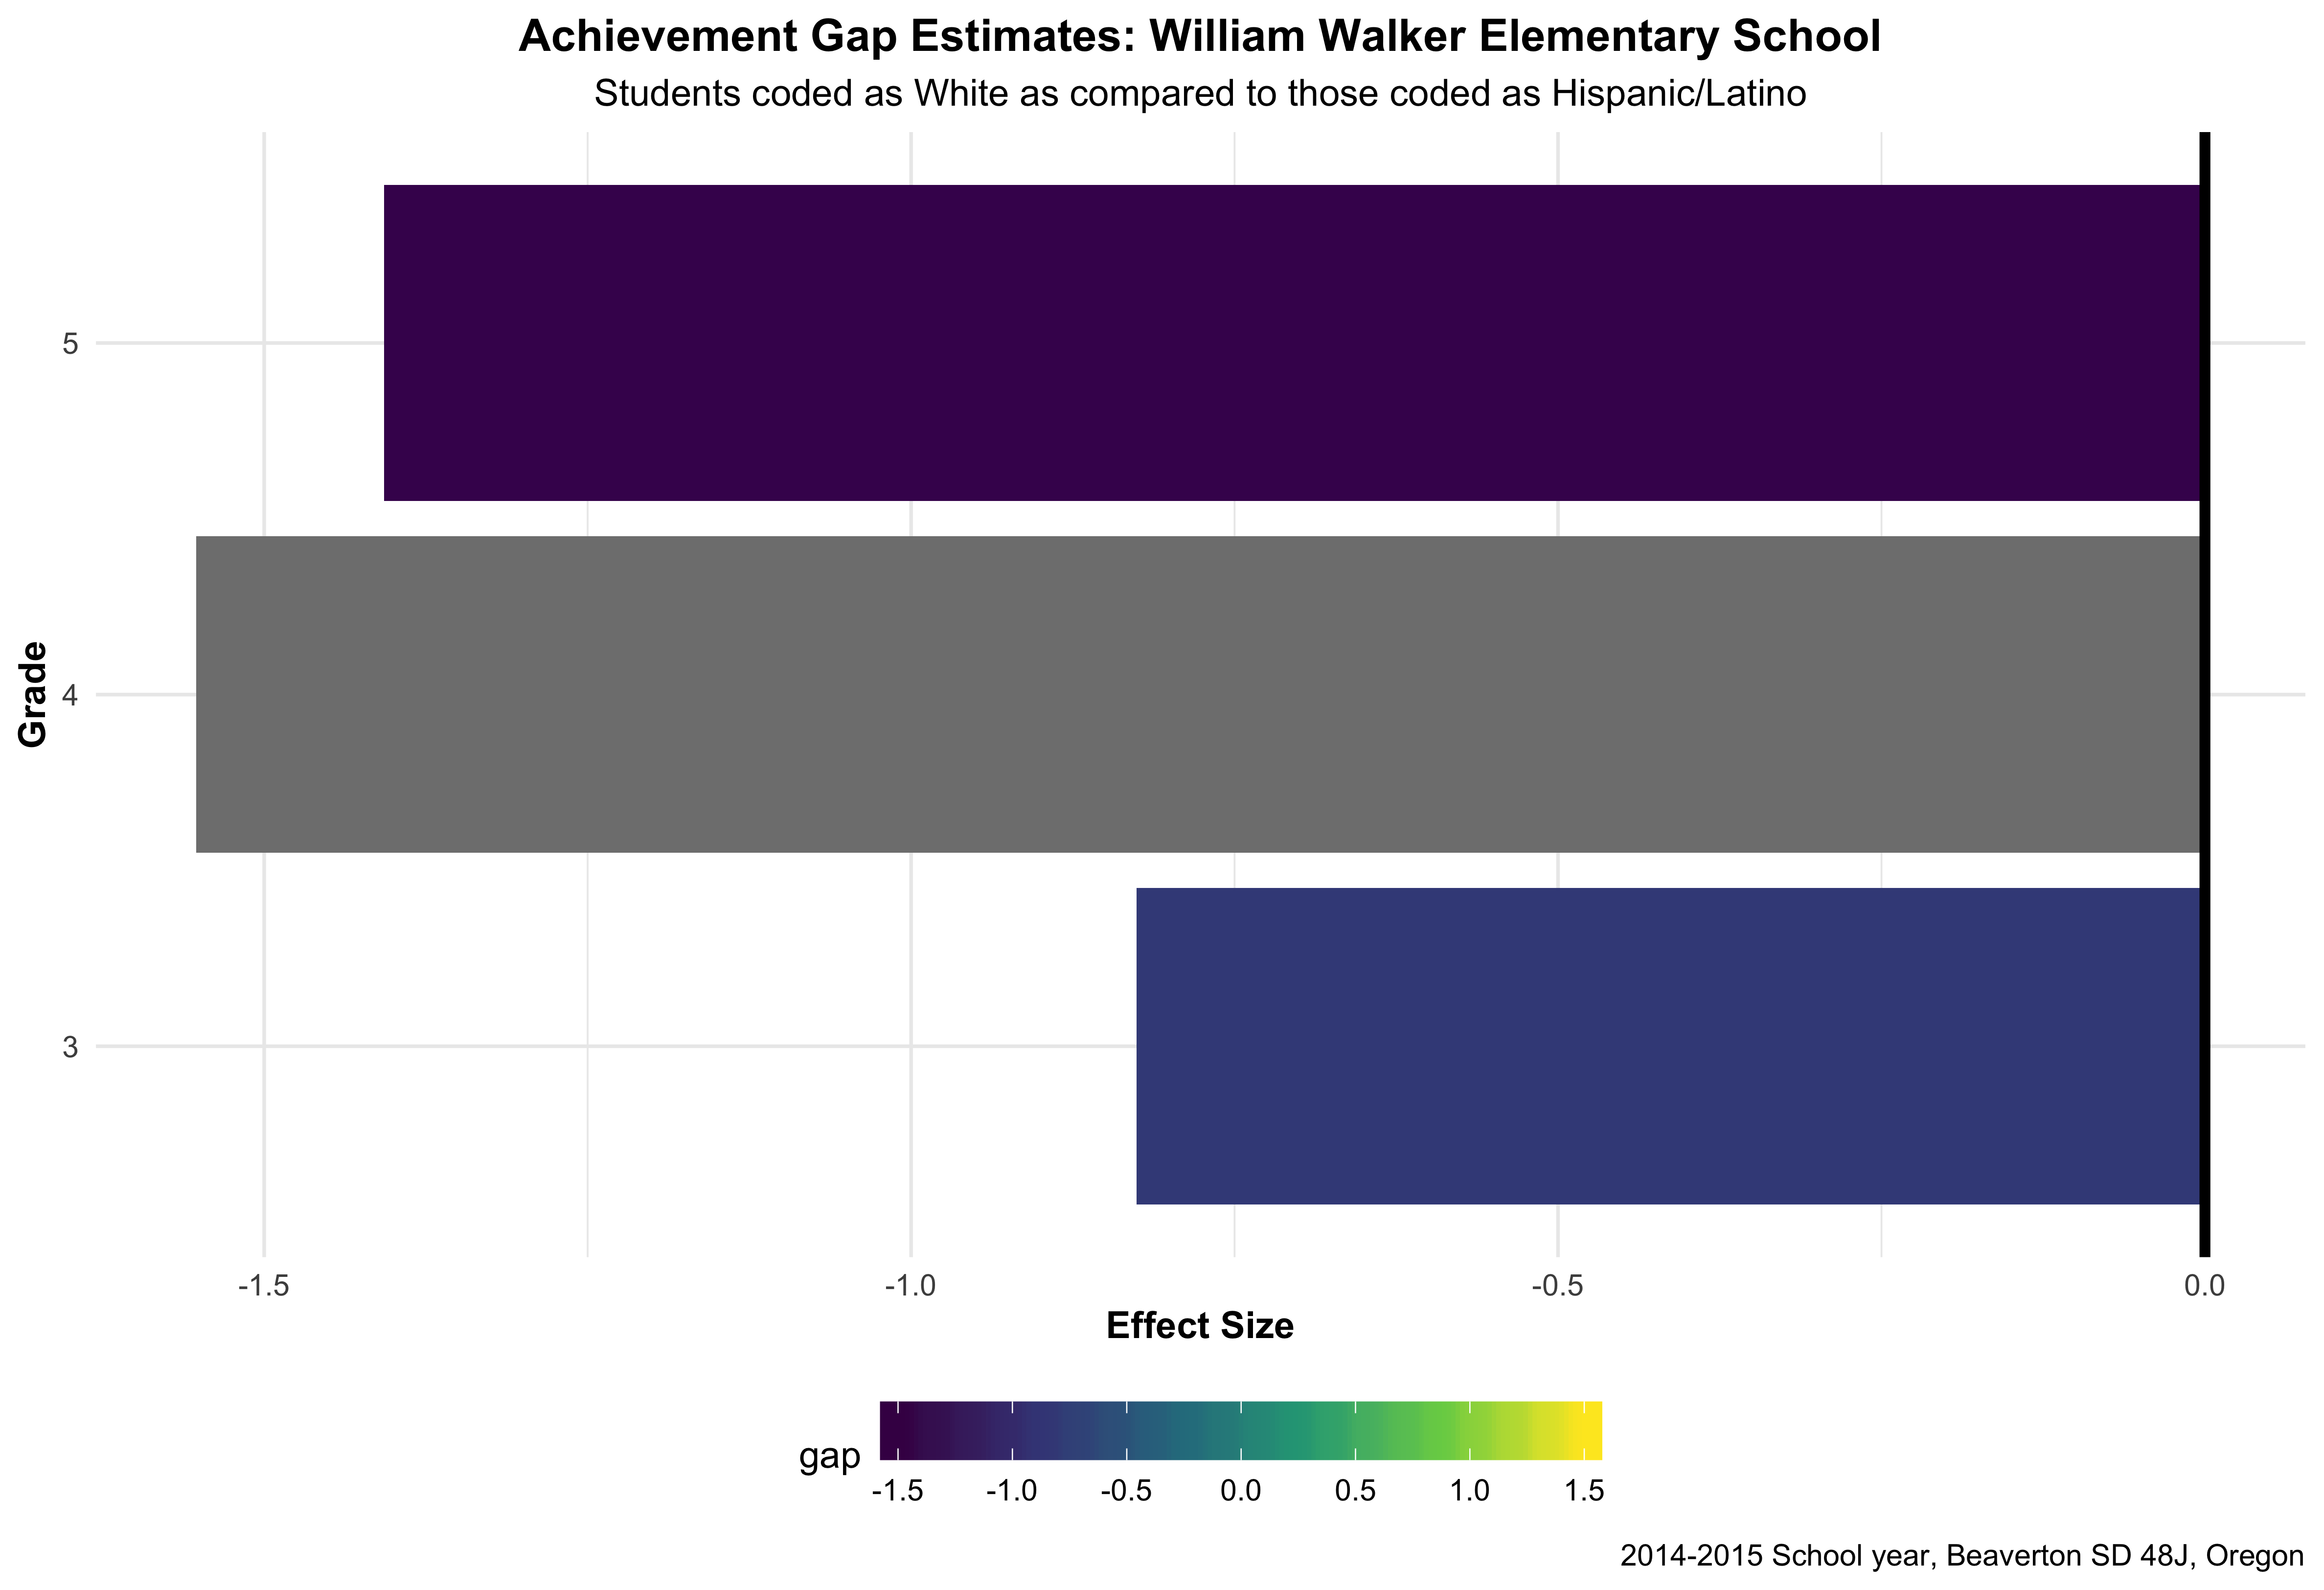 Achievement Gap Estimates: William Walker Elementary School
Students coded as White as compared to those coded as Hispanic/Latino
Grade
5
4
3
-1.5 -1.0 -0.5 0.0
Effect Size
gap
-1.5 -1.0 -0.5 0.0 0.5 1.0 1.5
2014-2015 School year, Beaverton SD 48J, Oregon